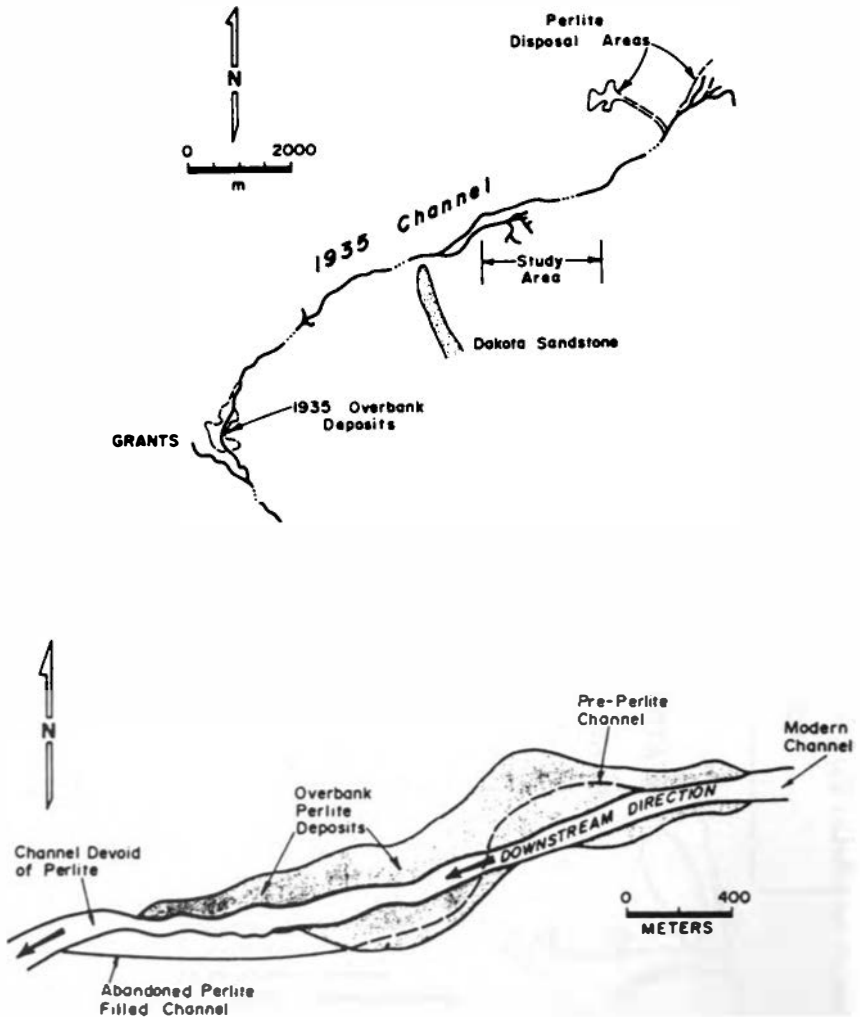 Perlite
Disposal Areas
N
0 2000
m
1935 Channel
Study
Area
Dakota Sandstone
1935 Overbank
Deposits
GRANTS
N
Pre-Perlite
Channel
Modern
Channel
Overbank
Perlite
Deposits
DOWNSTREAM DIRECTION
Channel Devoid
of Perlite
0 400
METERS
Abandoned Perlite
Filled Channel